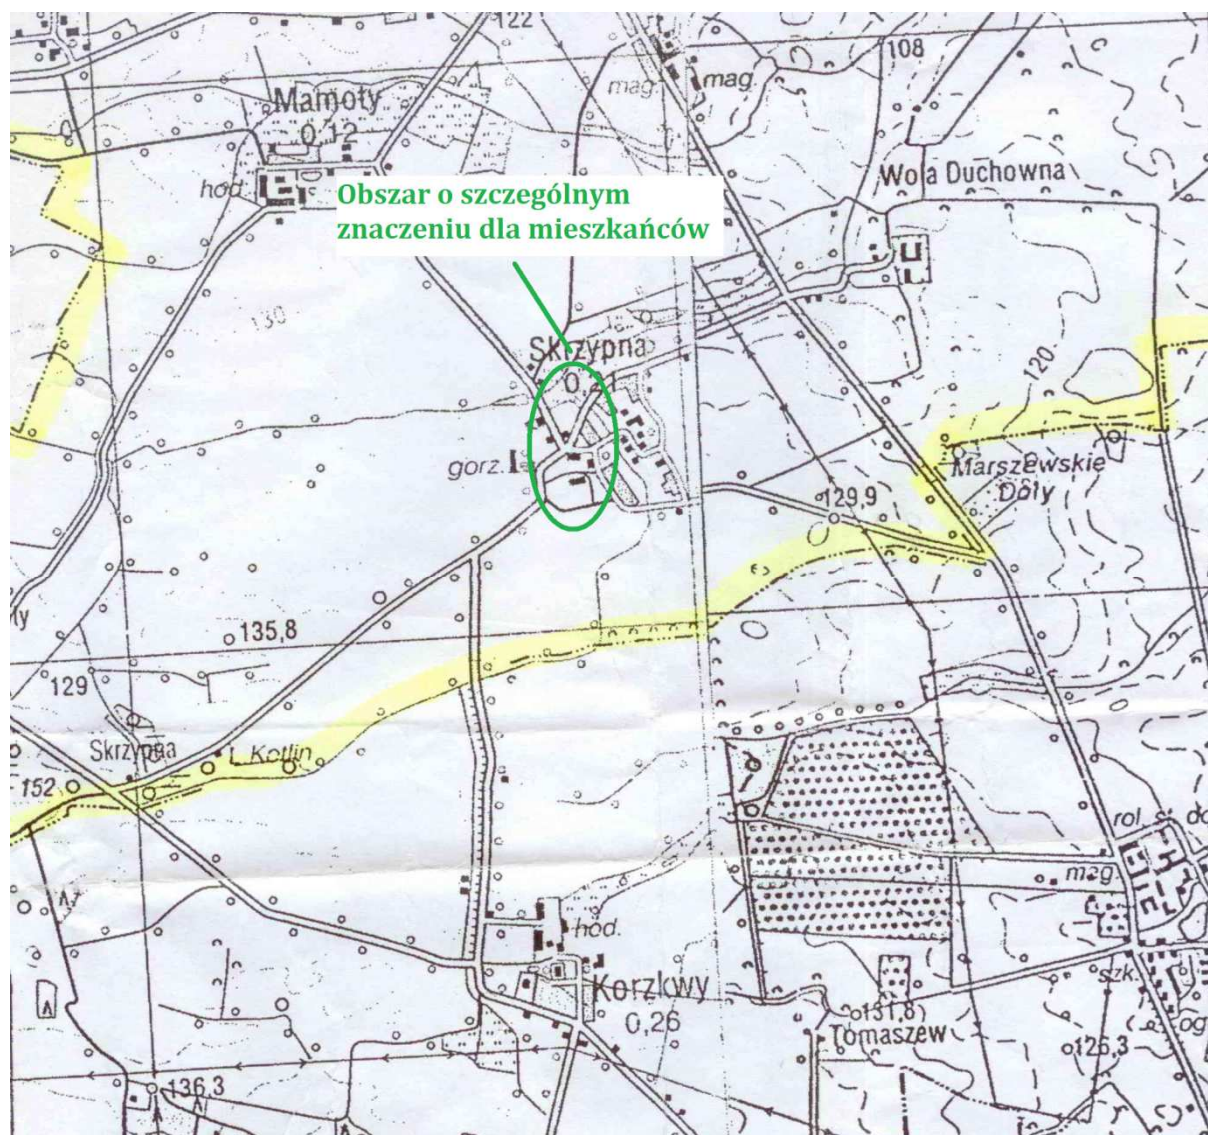 122
108
mag.
mag.
Mamoty
0,12
hod.
Wola Duchowna
Obszar o szczególnym
znaczeniu dla mieszkańców
130
Skrzypna
120
gorz.
Marszewskie
Doły
129,9
135,8
129
Skrzypna
L. Kotlin
152
rol.
mag
hod.
szk.
Korzkwy
0,26
131,8
Tomaszew
126,3
136,3